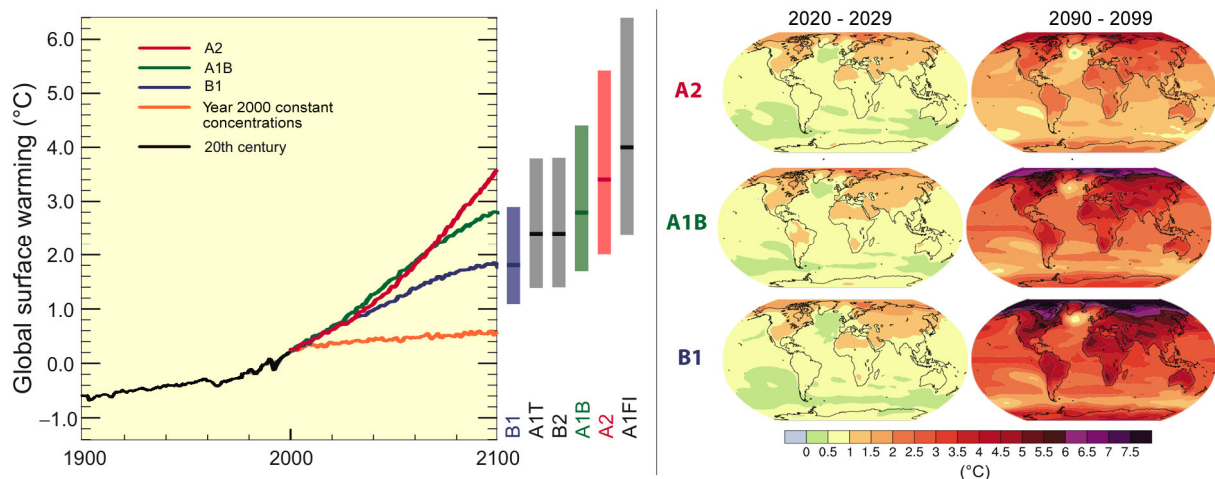 Global surface warming (°C)
6.0
5.0
4.0
3.0
2.0
1.0
0.0
–1.0
A2
A1B
B1
Year 2000 constant
concentrations
20th century
1900
2000
2100
B1
A1T
B2
A1B
A2
A1FI
2020 - 2029
2090 - 2099
A2
A1B
B1
0 0.5 1 1.5 2 2.5 3 3.5 4 4.5 5 5.5 6 6.5 7 7.5
(°C)